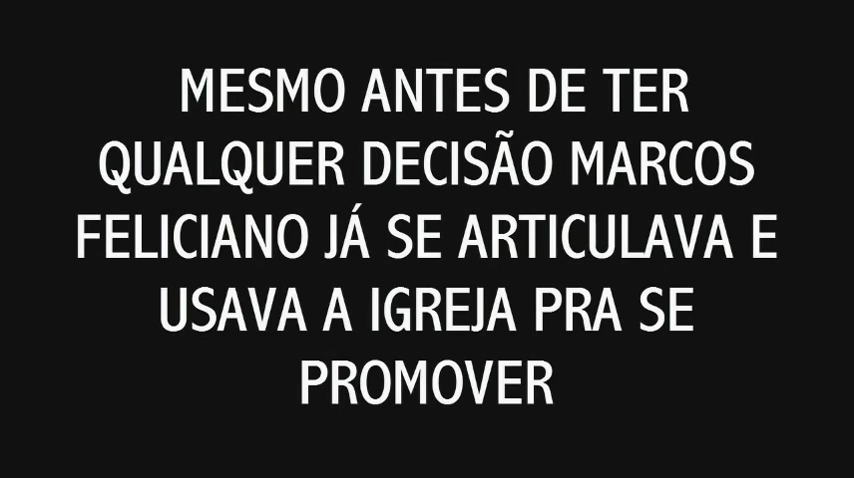 MESMO ANTES DE TER
QUALQUER DECISÃO MARCOS
FELICIANO JÁ SE ARTICULAVA E
USAVA A IGREJA PRA SE
PROMOVER